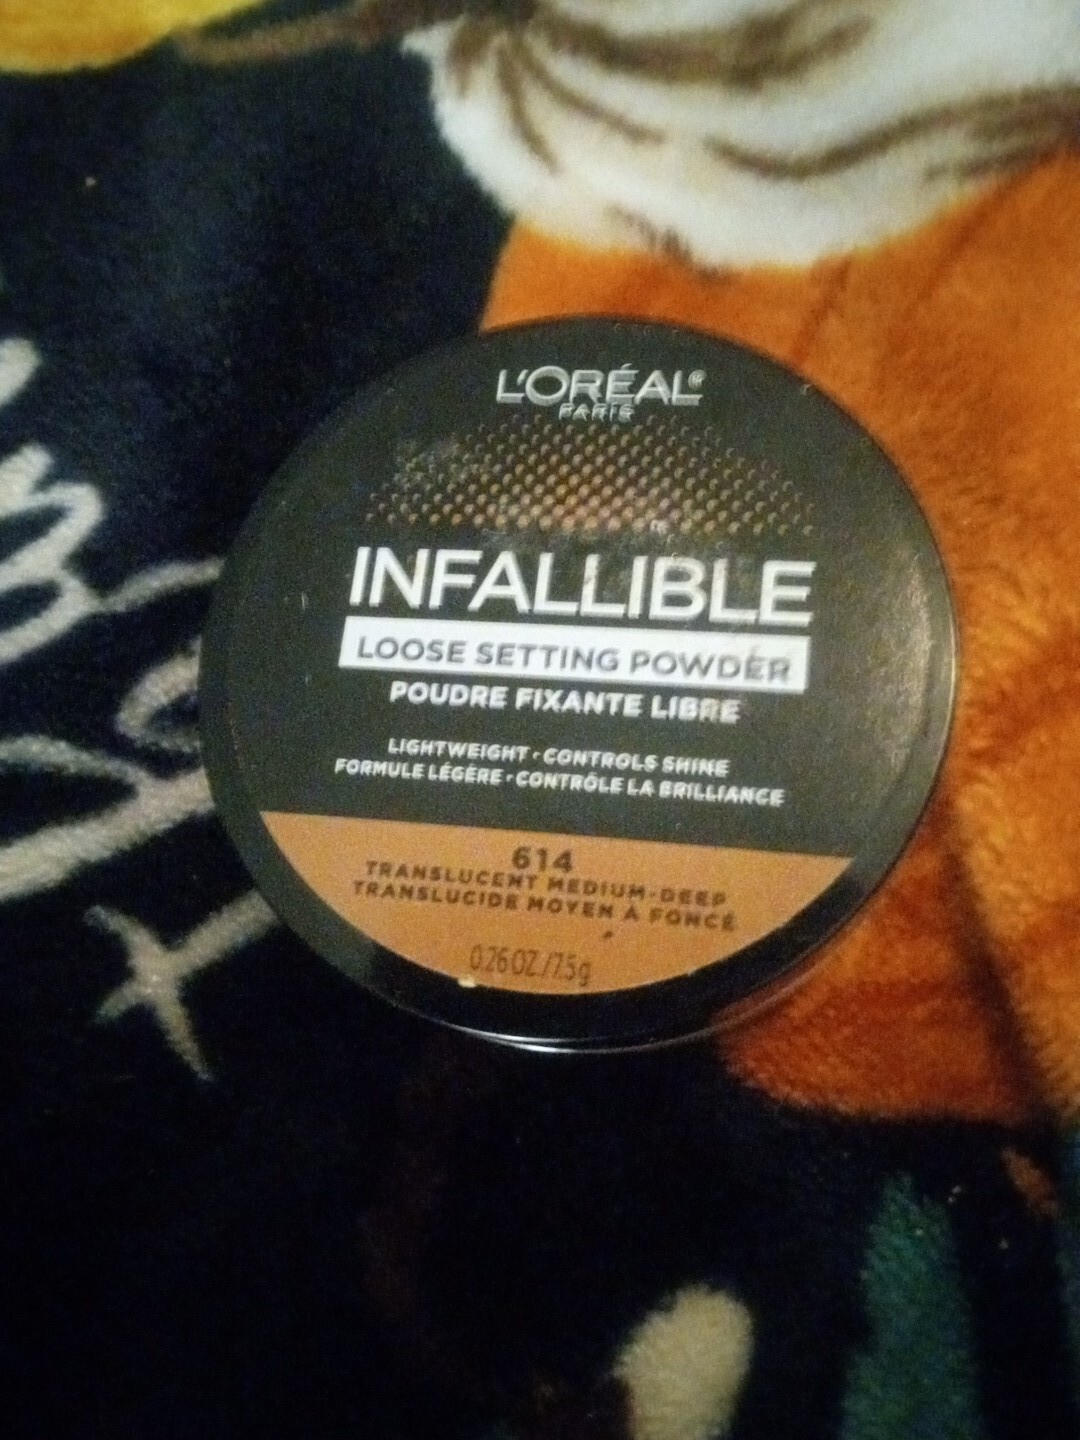 L'ORÉAL®
PARIS
INFALLIBLE™
LOOSE SETTING POWDER
POUDRE FIXANTE LIBRE
LIGHTWEIGHT • CONTROLS SHINE
FORMULE LÉGÈRE • CONTRÔLE LA BRILLIANCE
614
TRANSLUCENT MEDIUM-DEEP
TRANSLUCIDE MOYEN À FONCÉ
0.26 OZ/7.5g